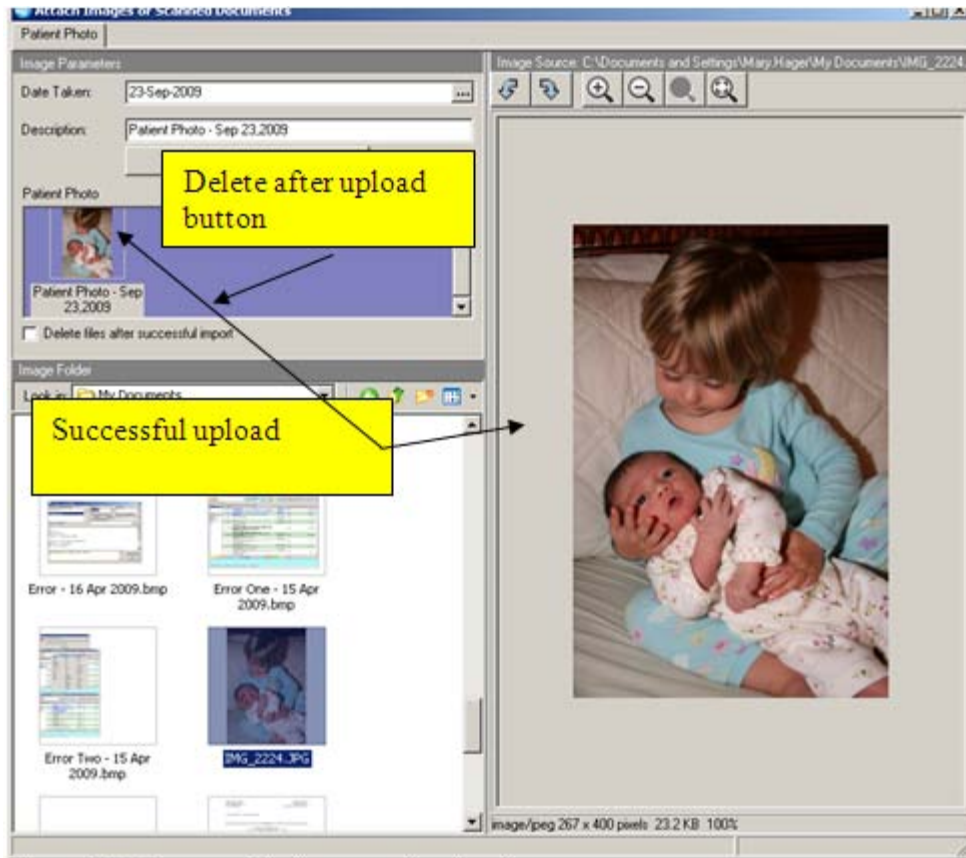 Attach Images or Scanned Documents
Patient Photo
Image Parameters
Date Taken: 23-Sep-2009 ...
Description: Patient Photo - Sep 23,2009
Delete after upload
button
Patient Photo
Patient Photo - Sep
23,2009
Delete files after successful import
Image Folder
Look in: My Documents
Successful upload
Error - 16 Apr 2009.bmp
Error One - 15 Apr
2009.bmp
Error Two - 15 Apr
2009.bmp
IMG_2224.JPG
Image Source: C:\Documents and Settings\Mary.Hager\My Documents\IMG_2224.
image/jpeg 267 x 400 pixels 23.2 KB 100%